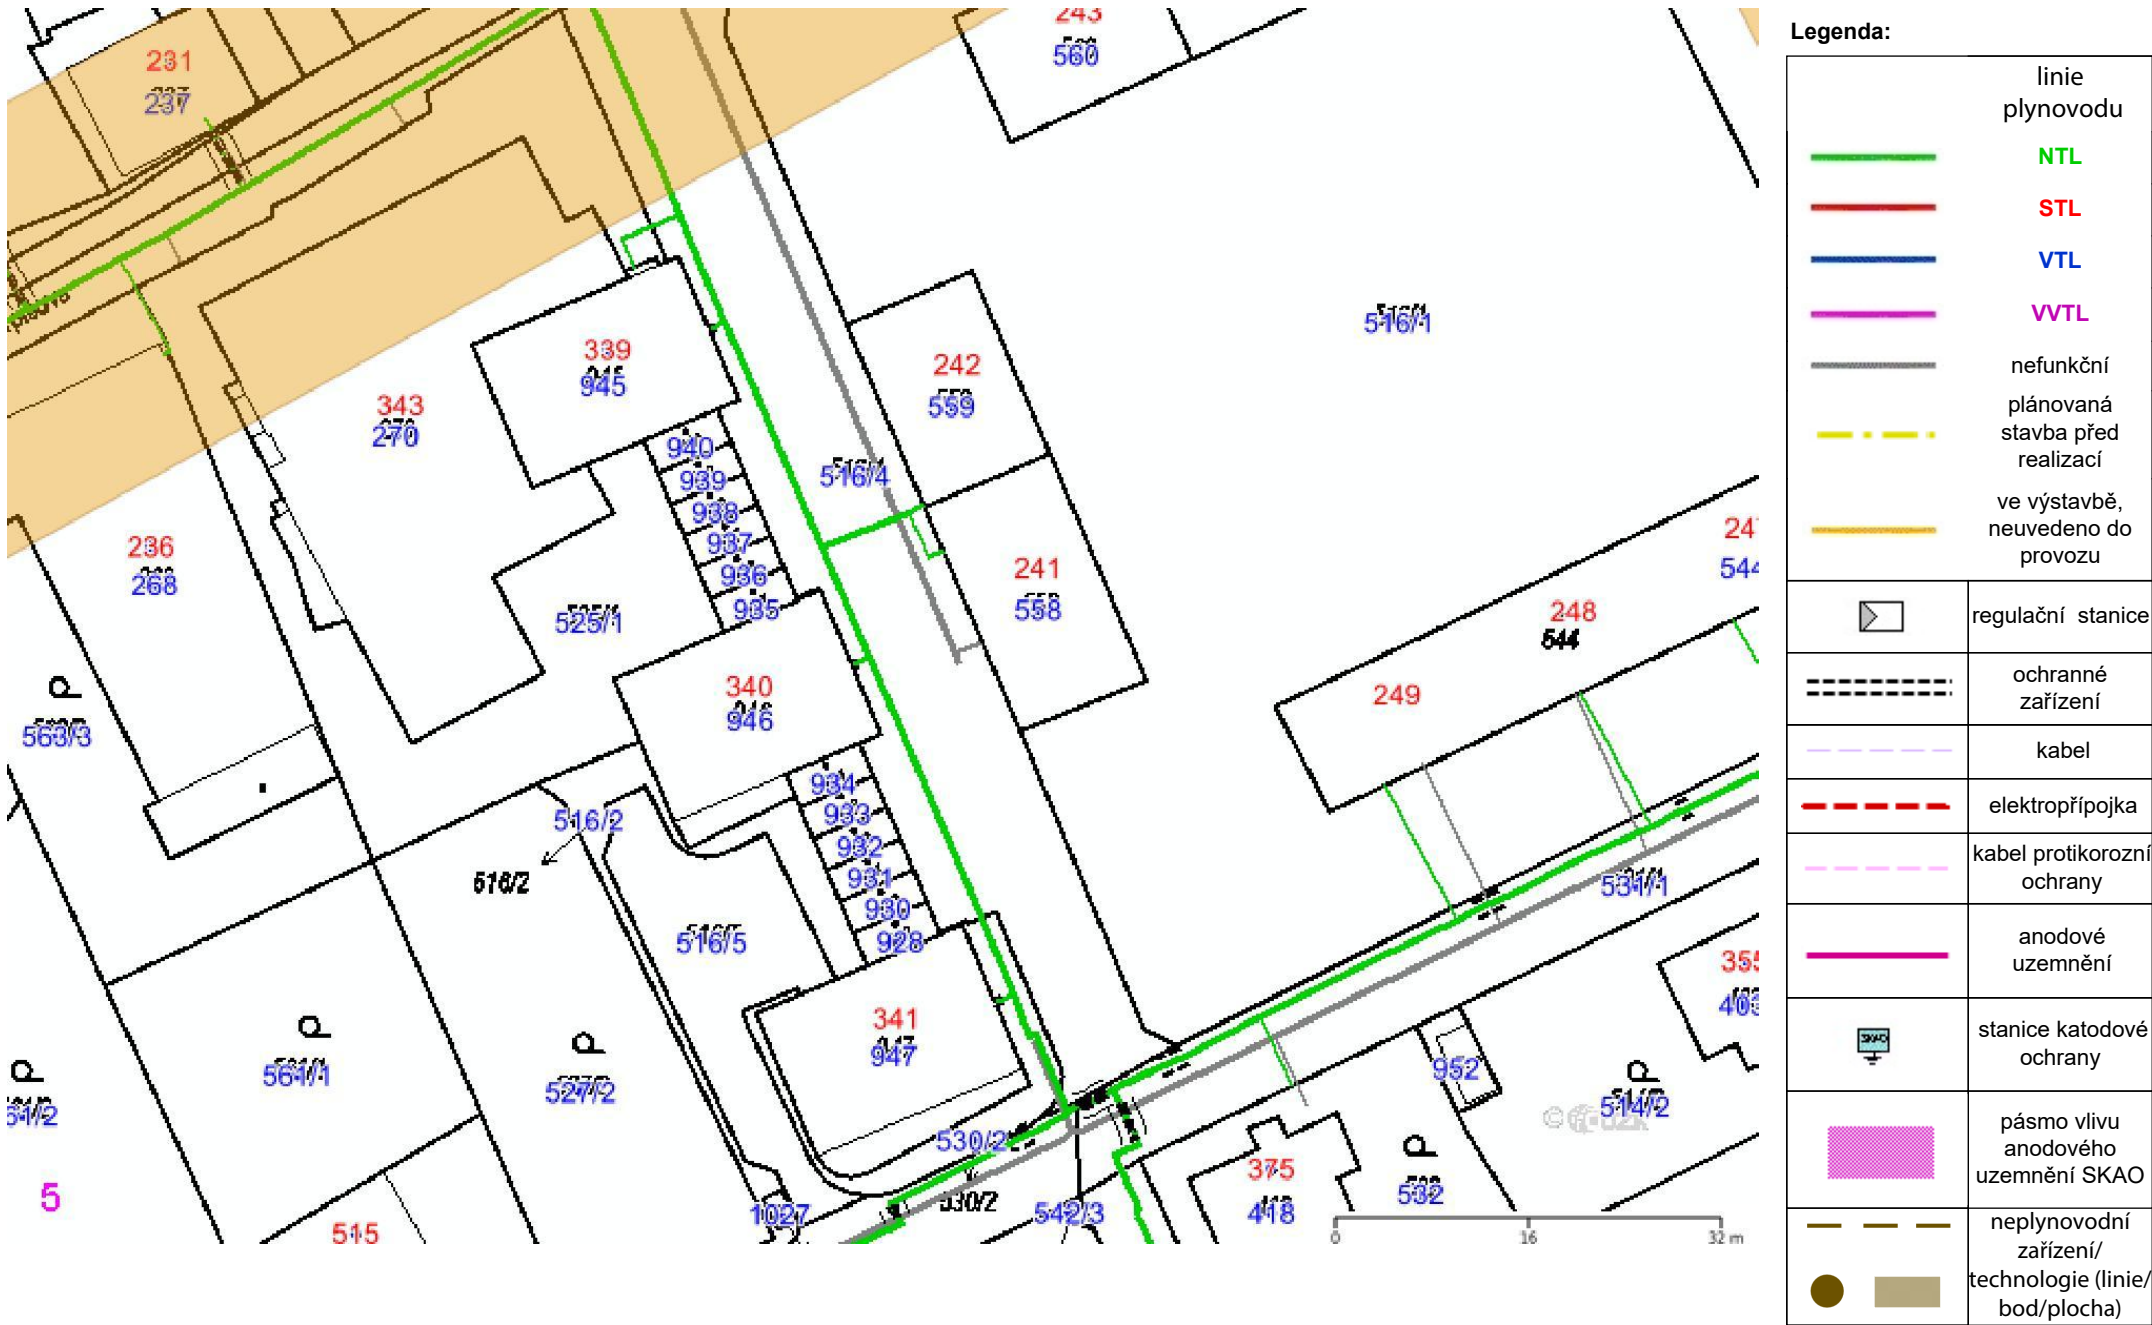 243
560
231
237
516/1
339
945
242
559
343
270
940
939
938
937
936
935
516/4
236
268
241
558
525/1
247
544
248
544
249
340
946
P
563/3
934
933
932
931
930
928
516/2
516/2
516/5
531/1
355
403
341
947
P
561/1
P
527/2
P
61/2
952
P
514/2
530/2
530/2
375
418
P
532
5
515
1027
542/3
0
16
32 m
Legenda:
linie
plynovodu
NTL
STL
VTL
VVTL
nefunkční
plánovaná
stavba před
realizací
ve výstavbě,
neuvedeno do
provozu
regulační stanice
ochranné
zařízení
kabel
elektropřípojka
kabel protikorozní
ochrany
anodové
uzemnění
SKAO
stanice katodové
ochrany
pásmo vlivu
anodového
uzemnění SKAO
neplynovodní
zařízení/
technologie (linie/
bod/plocha)